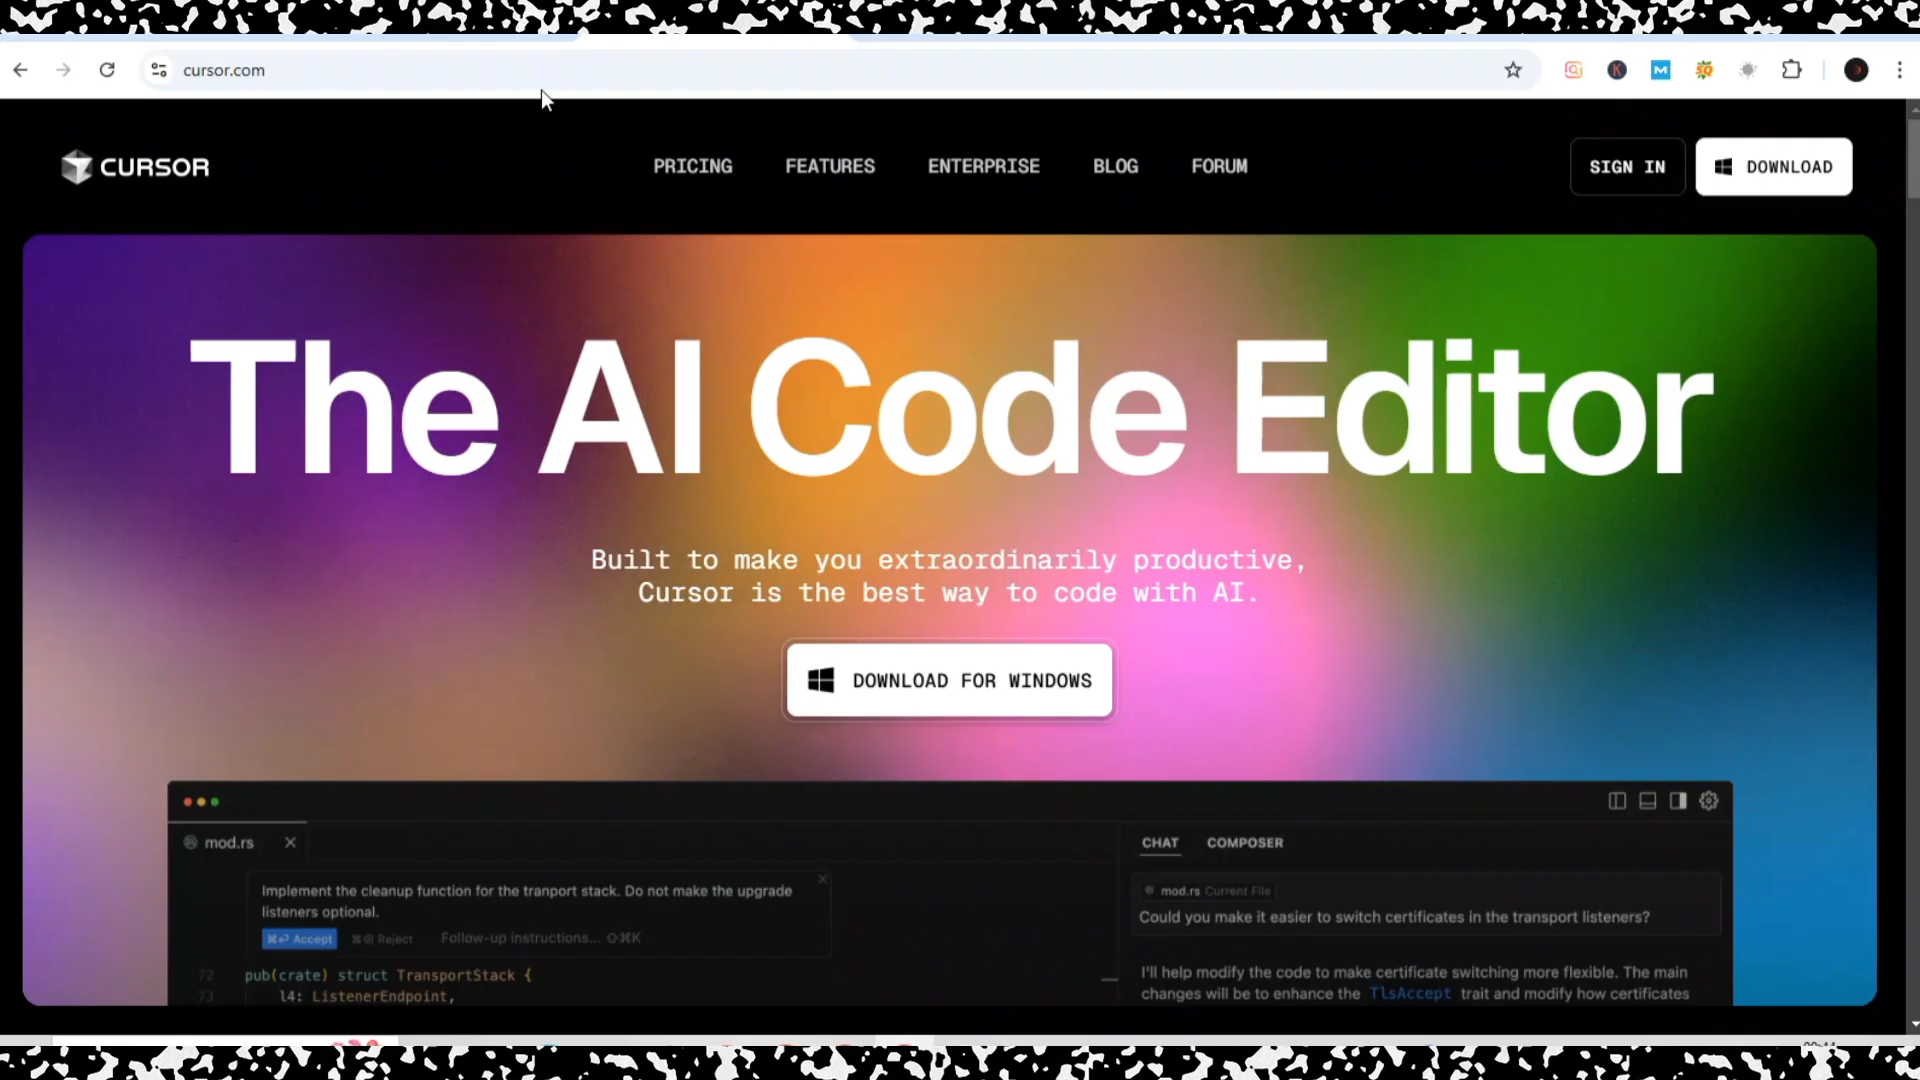 cursor.com
CURSOR
PRICING
FEATURES
ENTERPRISE
BLOG
FORUM
SIGN IN
DOWNLOAD
The AI Code Editor
Built to make you extraordinarily productive,
Cursor is the best way to code with AI.
DOWNLOAD FOR WINDOWS
mod.rs
Implement the cleanup function for the tranport stack. Do not make the upgrade
listeners optional.
Accept
Reject
Follow-up instructions... ⇧⌘K
72 pub(crate) struct TransportStack {
73 l4: ListenerEndpoint,
CHAT
COMPOSER
mod.rs Current File
Could you make it easier to switch certificates in the transport listeners?
I'll help modify the code to make certificate switching more flexible. The main
changes will be to enhance the TlsAccept trait and modify how certificates